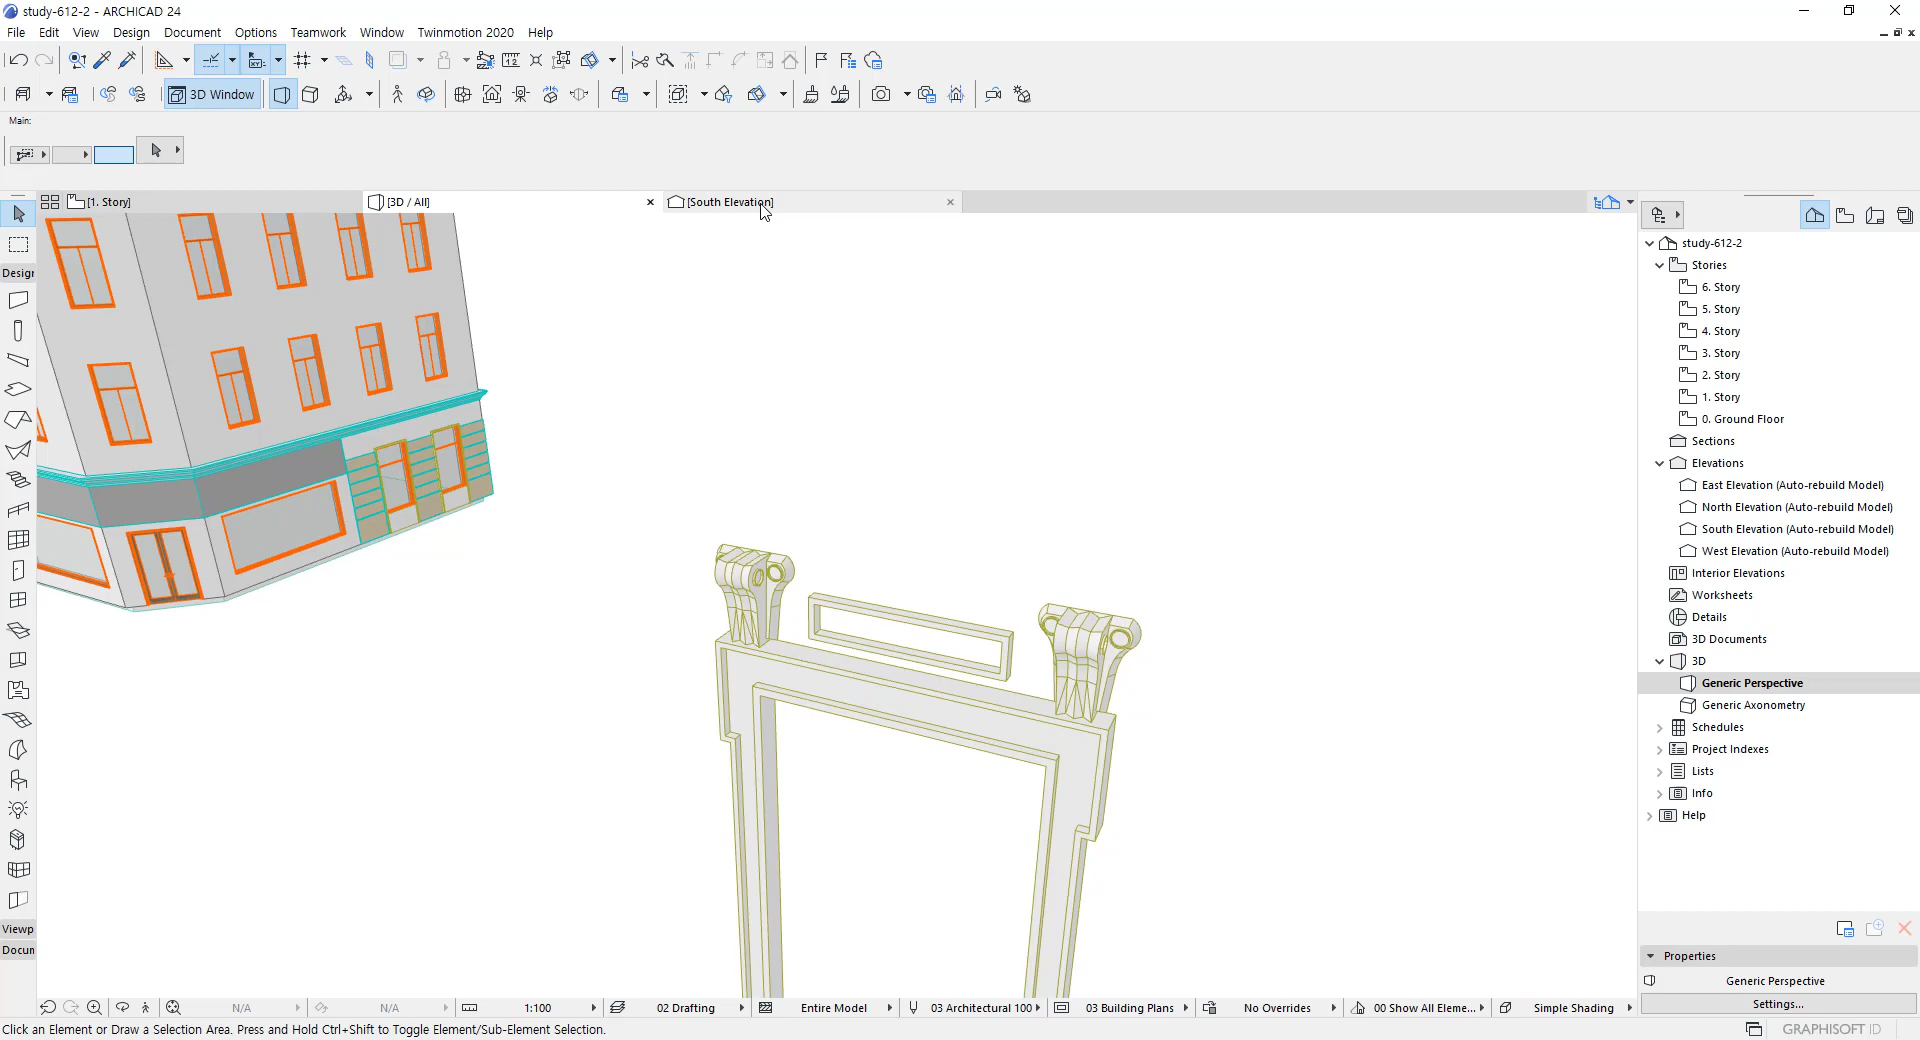 study-612-2 - ARCHICAD 24
File Edit View Design Document Options Teamwork Window Twinmotion 2020 Help
3D Window
Main:
[1. Story]
[3D / All]
[South Elevation]
Design
study-612-2
Stories
6. Story
5. Story
4. Story
3. Story
2. Story
1. Story
0. Ground Floor
Sections
Elevations
East Elevation (Auto-rebuild Model)
North Elevation (Auto-rebuild Model)
South Elevation (Auto-rebuild Model)
West Elevation (Auto-rebuild Model)
Interior Elevations
Worksheets
Details
3D Documents
3D
Generic Perspective
Generic Axonometry
Schedules
Project Indexes
Lists
Info
Help
Viewp
Docun
Properties
Generic Perspective
Settings...
N/A N/A 1:100 02 Drafting Entire Model 03 Architectural 100 03 Building Plans No Overrides 00 Show All Eleme... Simple Shading
Click an Element or Draw a Selection Area. Press and Hold Ctrl+Shift to Toggle Element/Sub-Element Selection.
GRAPHISOFT ID